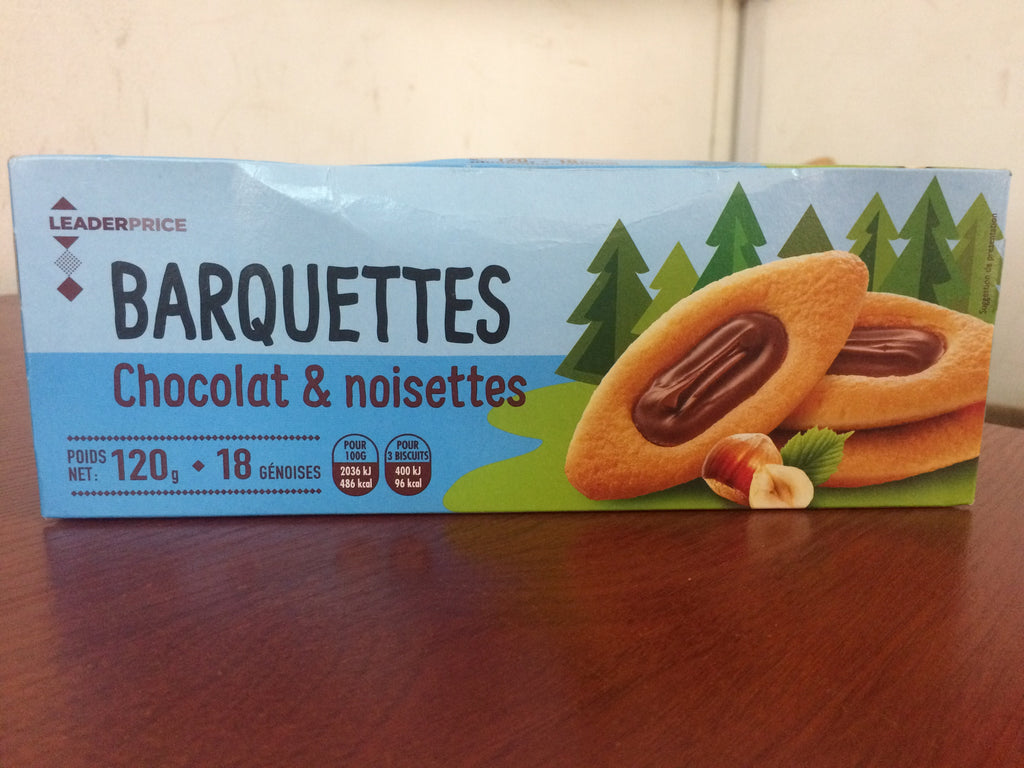 LEADERPRICE
BARQUETTES
Chocolat & noisettes
POIDS
NET: 120g ◆ 18 GÉNOISES
POUR
100G
2036 kJ
486 kcal
POUR
3 BISCUITS
400 kJ
96 kcal
Suggestion de présentation